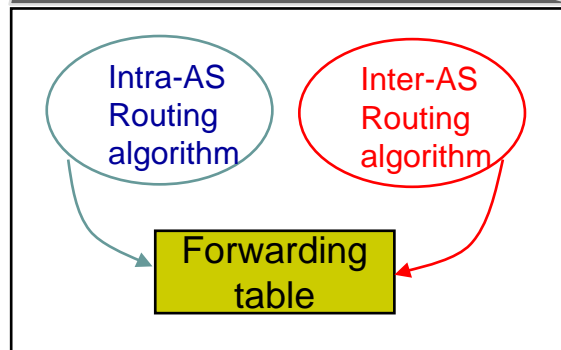 Intra-AS
Routing
algorithm
Inter-AS
Routing
algorithm
Forwarding
table